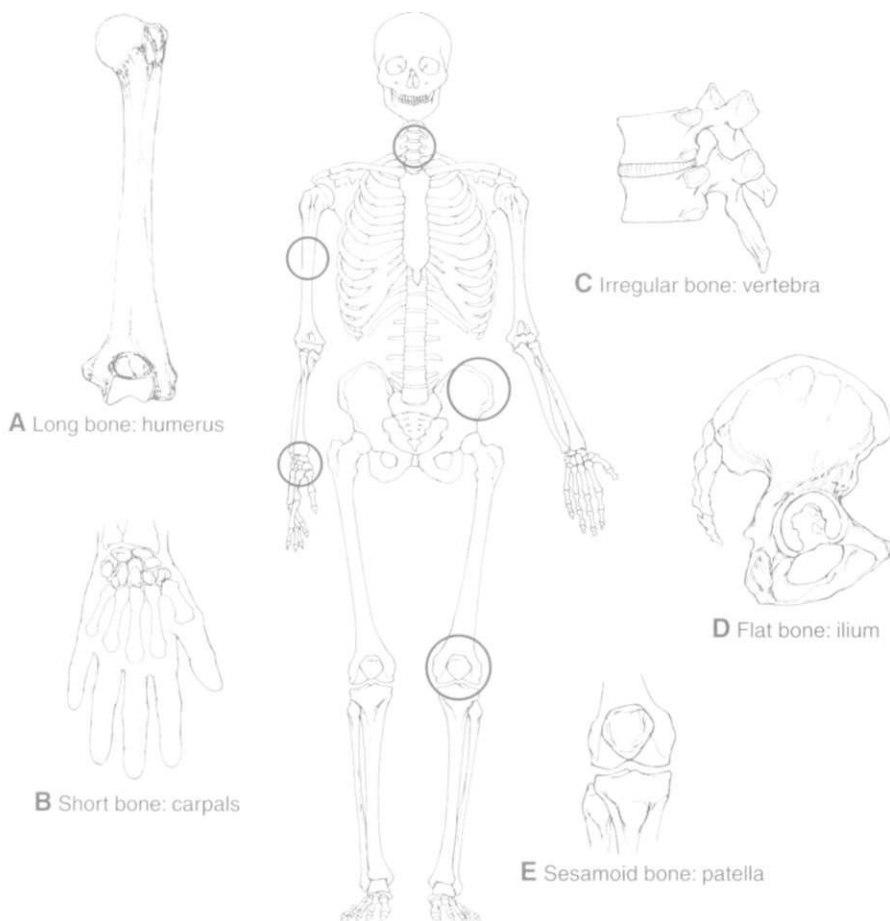 A Long bone: humerus
B Short bone: carpals
C Irregular bone: vertebra
D Flat bone: ilium
E Sesamoid bone: patella